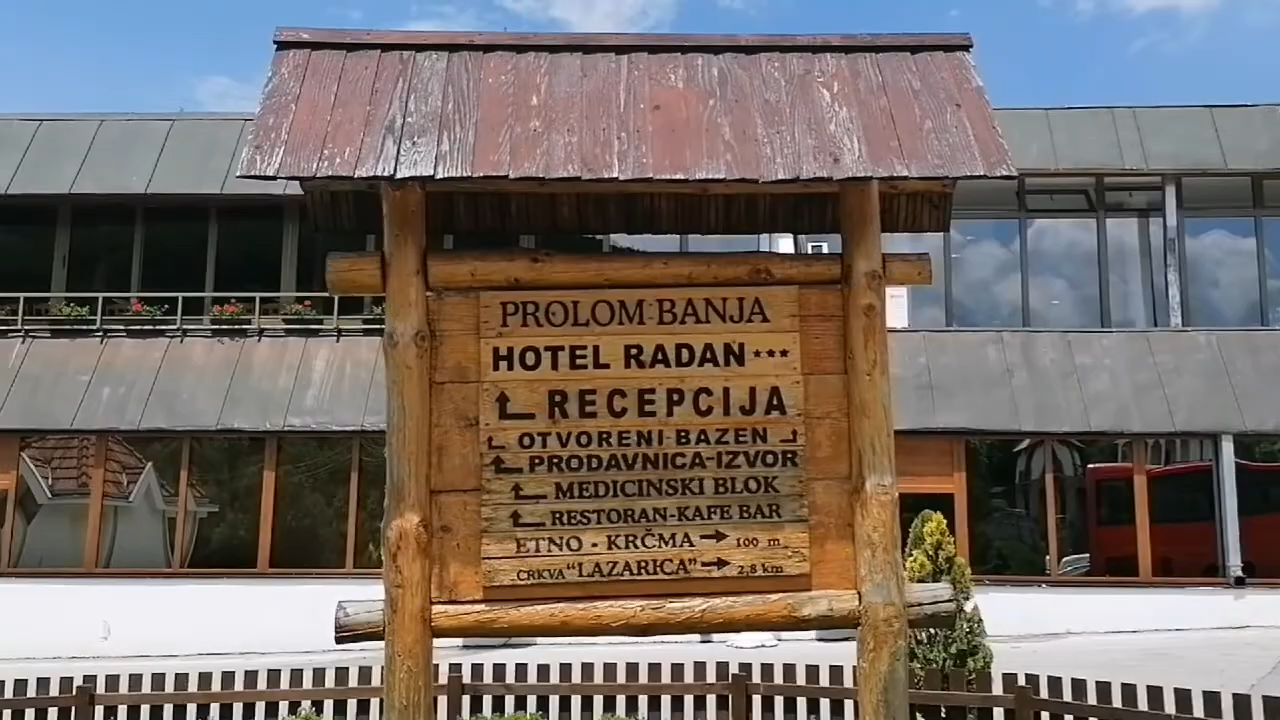 PROLOM BANJA
HOTEL RADAN ***
RECEPCIJA
OTVORENI BAZEN
PRODAVNICA-IZVOR
MEDICINSKI BLOK
RESTORAN-KAFE BAR
ETNO - KRČMA → 100 m
CRKVA "LAZARICA" → 2,8 km